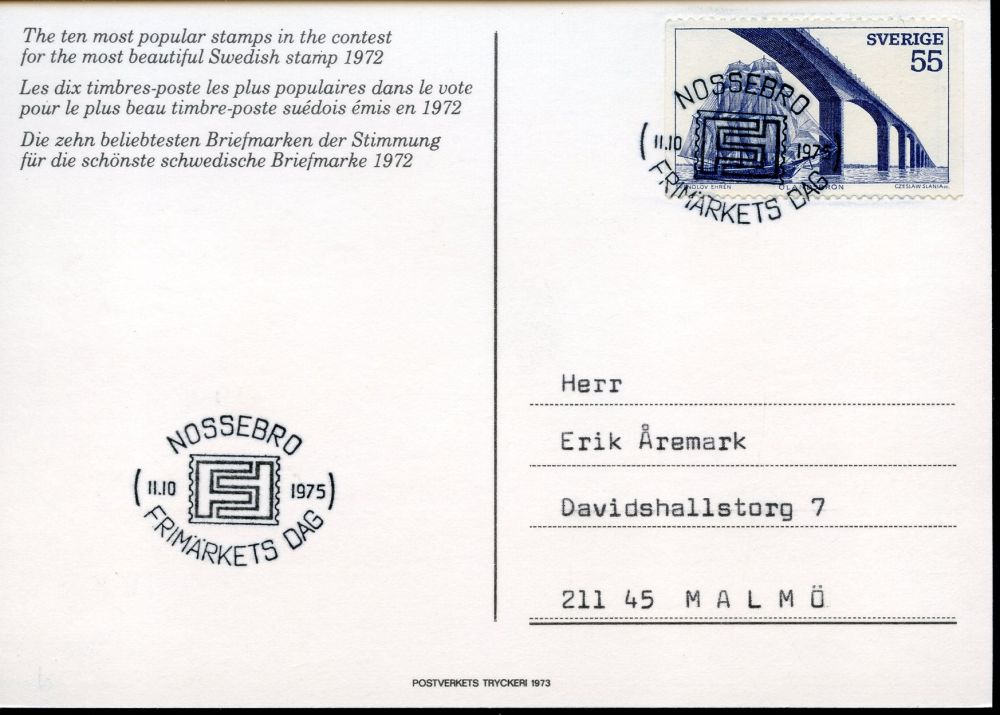 The ten most popular stamps in the contest
for the most beautiful Swedish stamp 1972
Les dix timbres-poste les plus populaires dans le vote
pour le plus beau timbre-poste suédois émis en 1972
Die zehn beliebtesten Briefmarken der Stimmung
für die schönste schwedische Briefmarke 1972
SVERIGE
55
EHRÉN
CZESLAW SLANIA sc.
NOSSEBRO
11.10 1975
FRIMÄRKETS DAG
Herr
Erik Åremark
Davidshallstorg 7
211 45 MALMÖ
NOSSEBRO
11.10 1975
FRIMÄRKETS DAG
POSTVERKETS TRYCKERI 1973